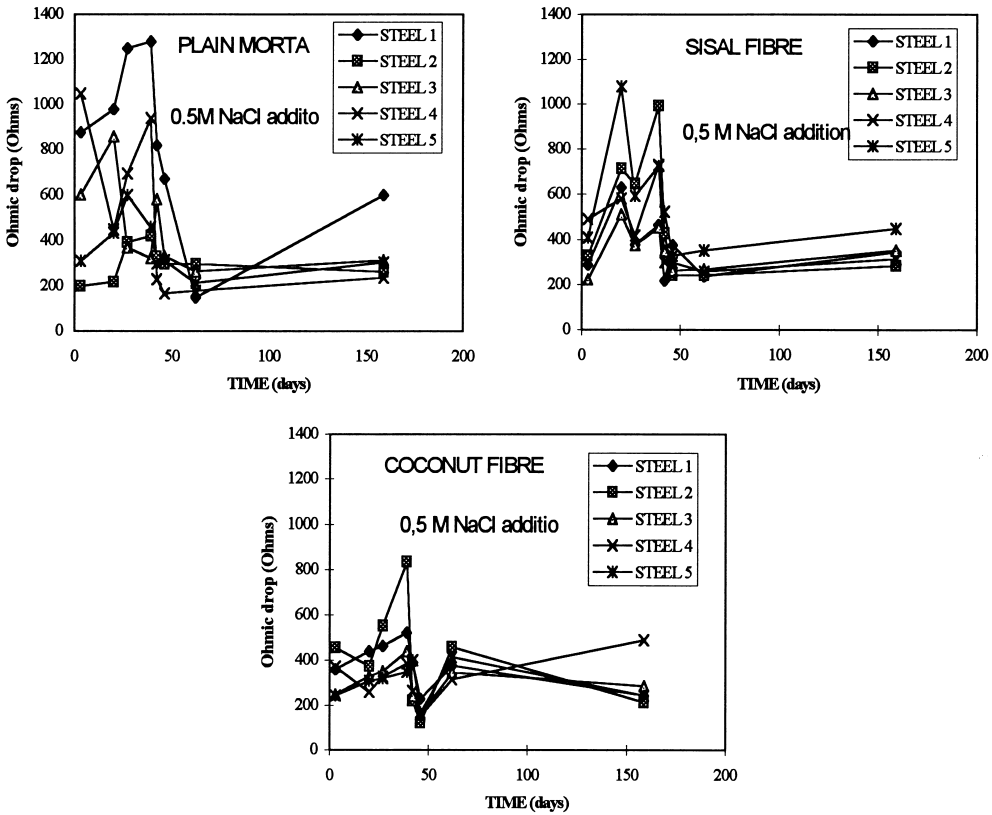 PLAIN MORTA
0.5M NaCl addito
STEEL 1
STEEL 2
STEEL 3
STEEL 4
STEEL 5
Ohmic drop (Ohms)
1400
1200
1000
800
600
400
200
0
0 50 100 150 200
TIME (days)
SISAL FIBRE
0,5 M NaCl addition
STEEL 1
STEEL 2
STEEL 3
STEEL 4
STEEL 5
Ohmic drop (Ohms)
1400
1200
1000
800
600
400
200
0
0 50 100 150 200
TIME (days)
COCONUT FIBRE
0,5 M NaCl additio
STEEL 1
STEEL 2
STEEL 3
STEEL 4
STEEL 5
Ohmic drop (Ohms)
1400
1200
1000
800
600
400
200
0
0 50 100 150 200
TIME (days)